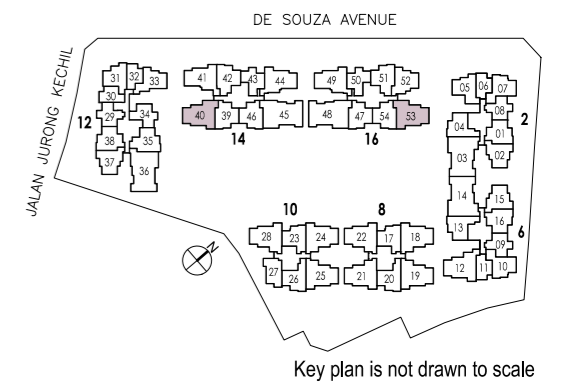 DE SOUZA AVENUE
JALAN JURONG KECHIL
31 32 33
30
29 34
12
38 35
37 36
41 42 43 44
40 39 46 45
14
49 50 51 52
48 47 54 53
16
05 06 07
08
2
04 01
03 02
14 15
13 16
6
09
12 11 10
10
28 23 24
27 26 25
8
22 17 18
21 20 19
N
Key plan is not drawn to scale